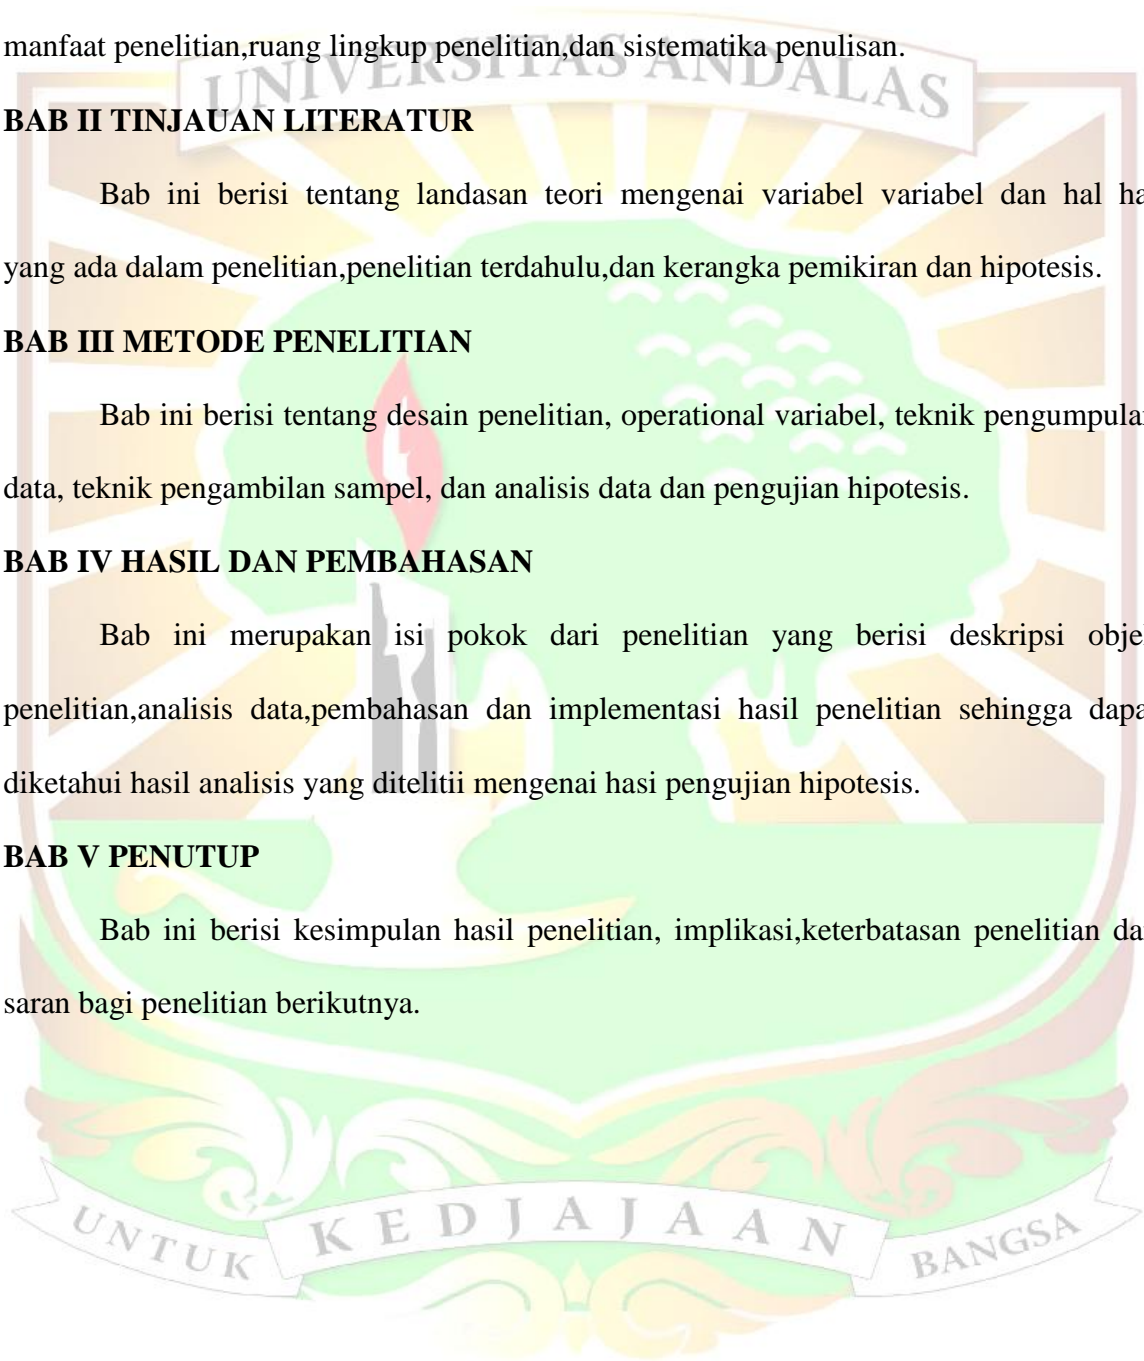 manfaat penelitian,ruang lingkup penelitian,dan sistematika penulisan.
UNIVERSITAS ANDALAS
BAB II TINJAUAN LITERATUR
Bab ini berisi tentang landasan teori mengenai variabel variabel dan hal ha
yang ada dalam penelitian,penelitian terdahulu,dan kerangka pemikiran dan hipotesis.
BAB III METODE PENELITIAN
Bab ini berisi tentang desain penelitian, operational variabel, teknik pengumpula
data, teknik pengambilan sampel, dan analisis data dan pengujian hipotesis.
BAB IV HASIL DAN PEMBAHASAN
Bab ini merupakan isi pokok dari penelitian yang berisi deskripsi obje
penelitian,analisis data,pembahasan dan implementasi hasil penelitian sehingga dapa
diketahui hasil analisis yang ditelitii mengenai hasi pengujian hipotesis.
BAB V PENUTUP
Bab ini berisi kesimpulan hasil penelitian, implikasi,keterbatasan penelitian da
saran bagi penelitian berikutnya.
UNTUK KEDJAJAAN BANGSA